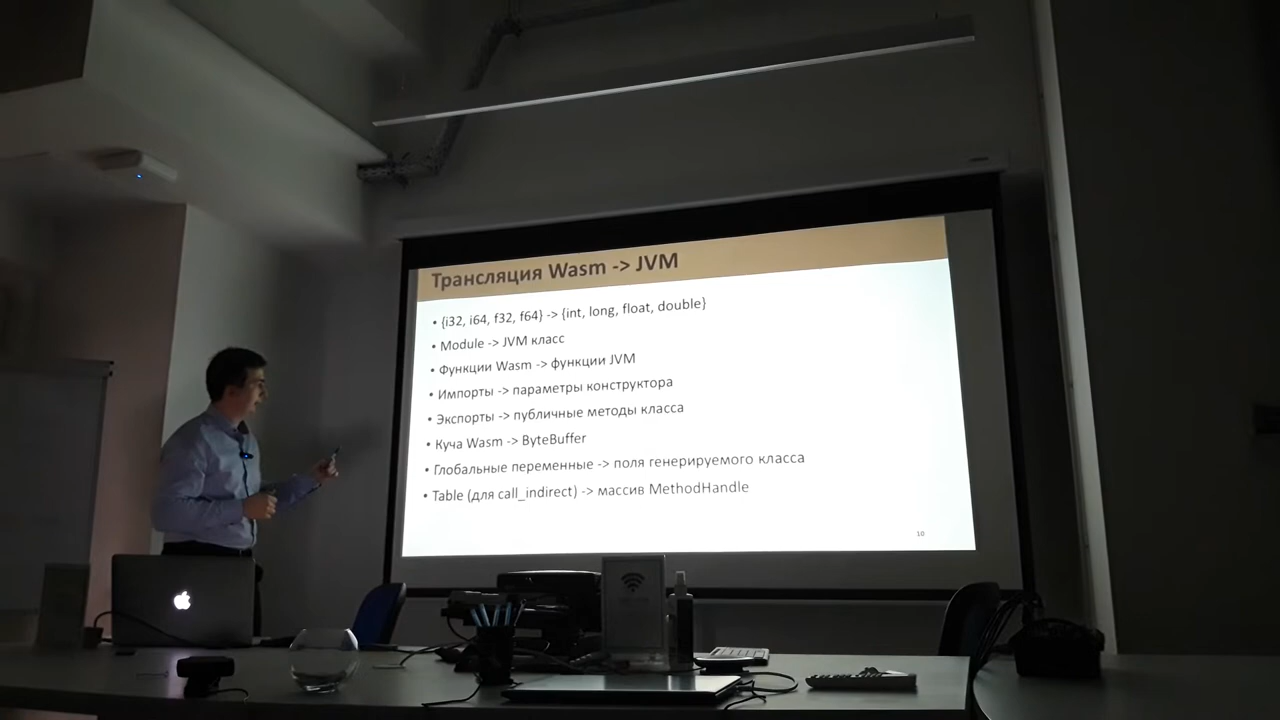 Трансляция Wasm -> JVM
• {i32, i64, f32, f64} -> {int, long, float, double}
• Module -> JVM класс
• Функции Wasm -> функции JVM
• Импорты -> параметры конструктора
• Экспорты -> публичные методы класса
• Куча Wasm -> ByteBuffer
• Глобальные переменные -> поля генерируемого класса
• Table (для call_indirect) -> массив MethodHandle
10